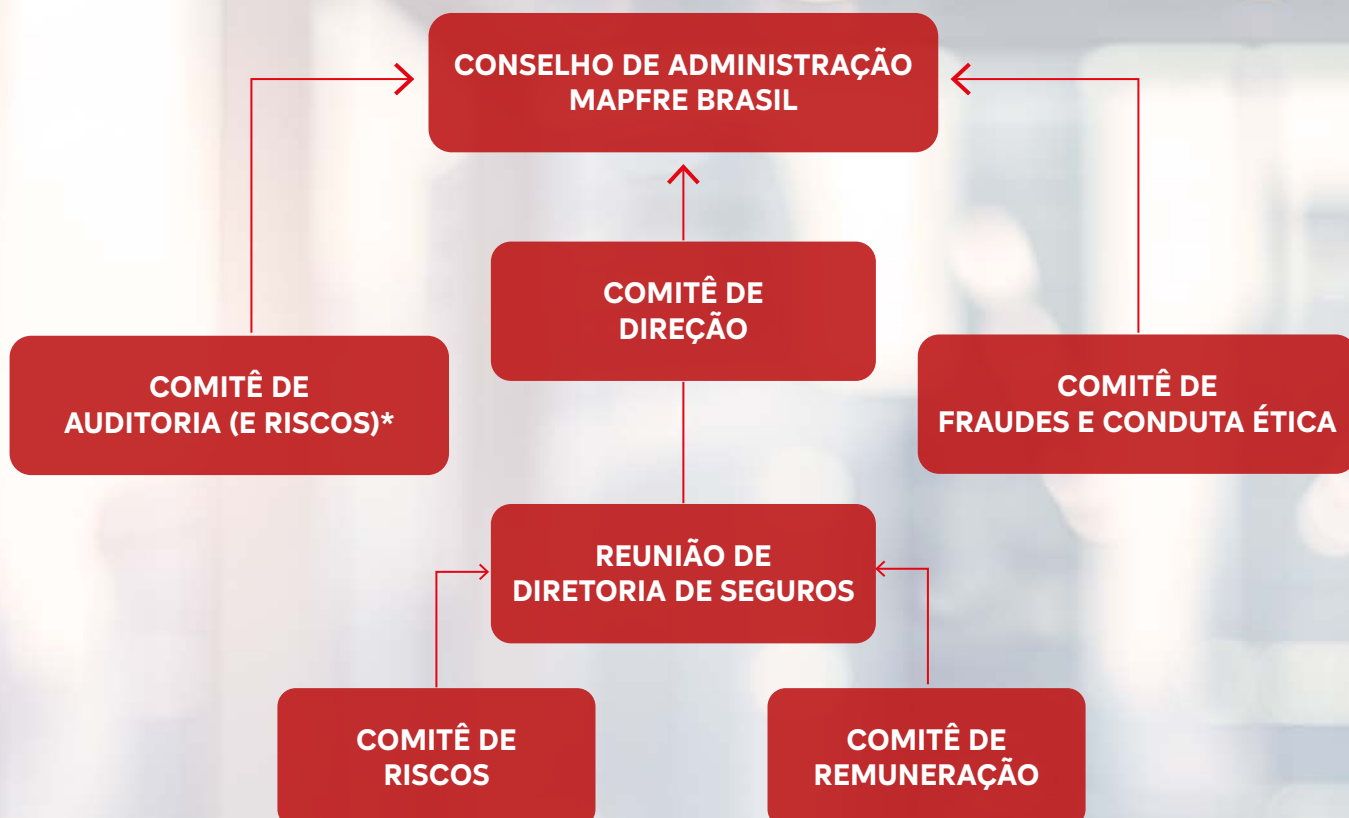 CONSELHO DE ADMINISTRAÇÃO
MAPFRE BRASIL
COMITÊ DE
DIREÇÃO
COMITÊ DE
AUDITORIA (E RISCOS)*
COMITÊ DE
FRAUDES E CONDUTA ÉTICA
REUNIÃO DE
DIRETORIA DE SEGUROS
COMITÊ DE
RISCOS
COMITÊ DE
REMUNERAÇÃO